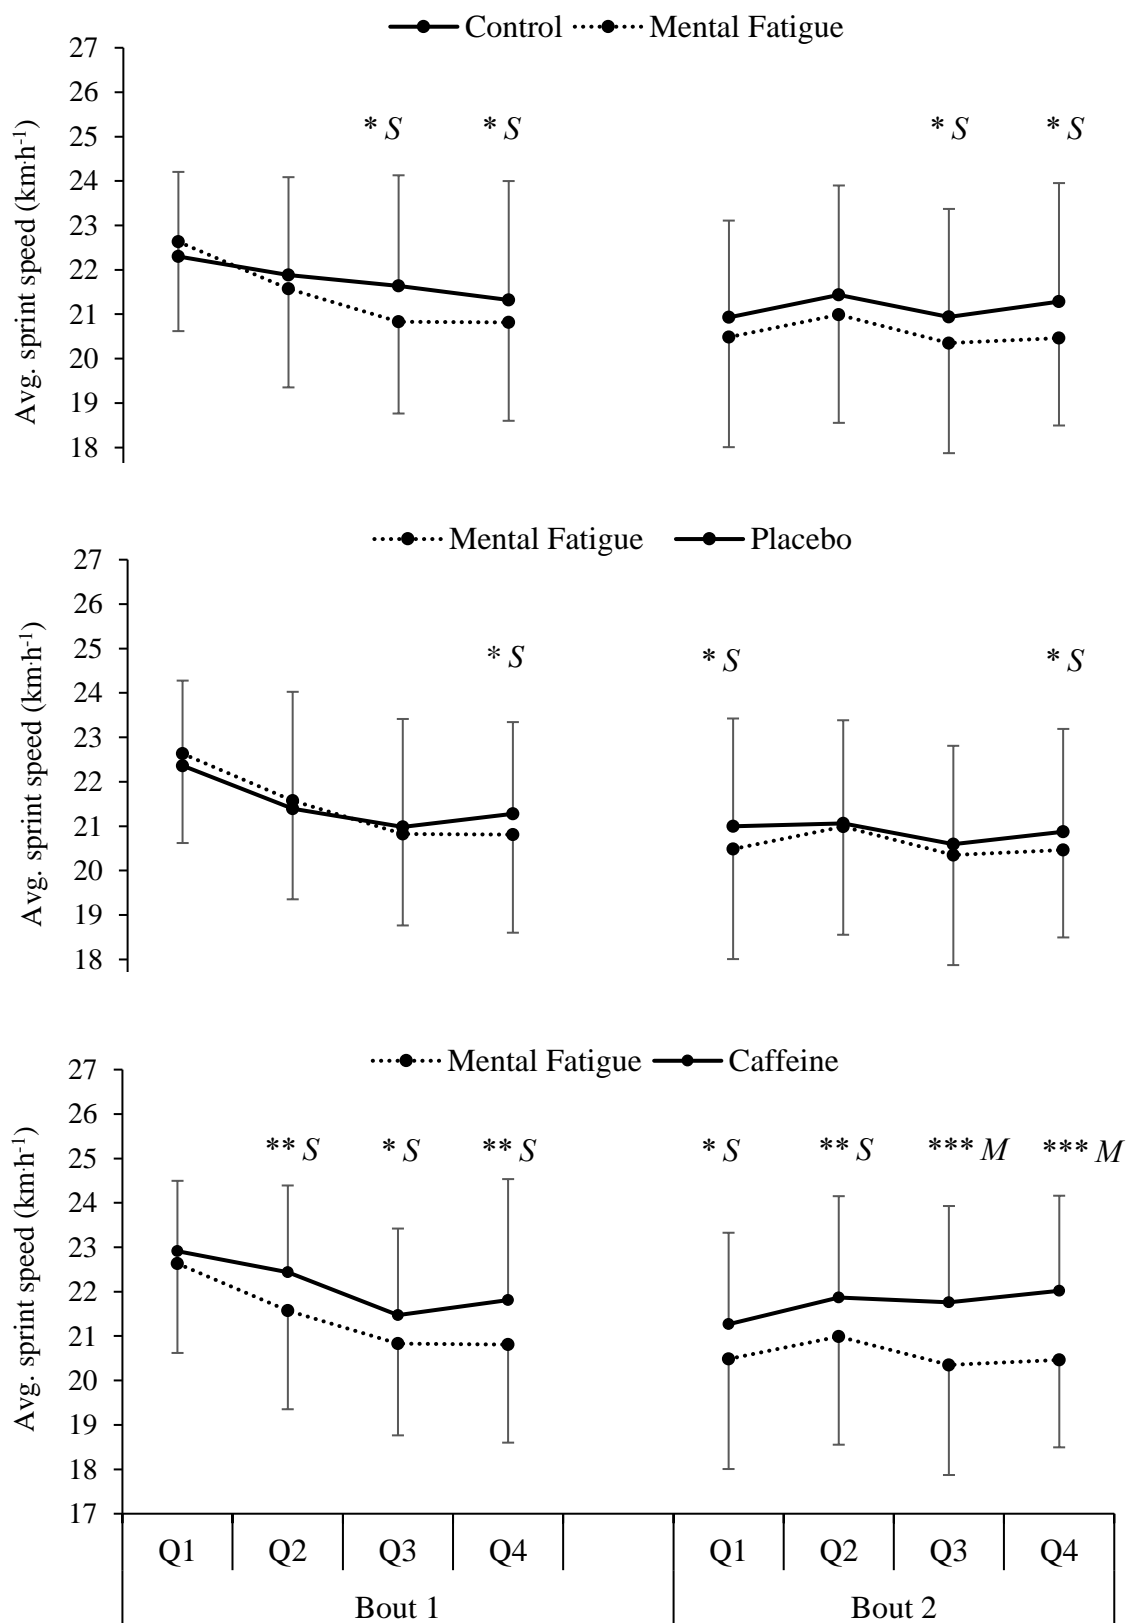 Control Mental Fatigue
Avg. sprint speed (km·h-1)
27
26
25
24
23
22
21
20
19
18
* S * S * S * S
Mental Fatigue Placebo
Avg. sprint speed (km·h-1)
27
26
25
24
23
22
21
20
19
18
* S * S * S
Mental Fatigue Caffeine
Avg. sprint speed (km·h-1)
27
26
25
24
23
22
21
20
19
18
17
** S * S ** S * S ** S *** M *** M
Q1 Q2 Q3 Q4 Q1 Q2 Q3 Q4
Bout 1 Bout 2